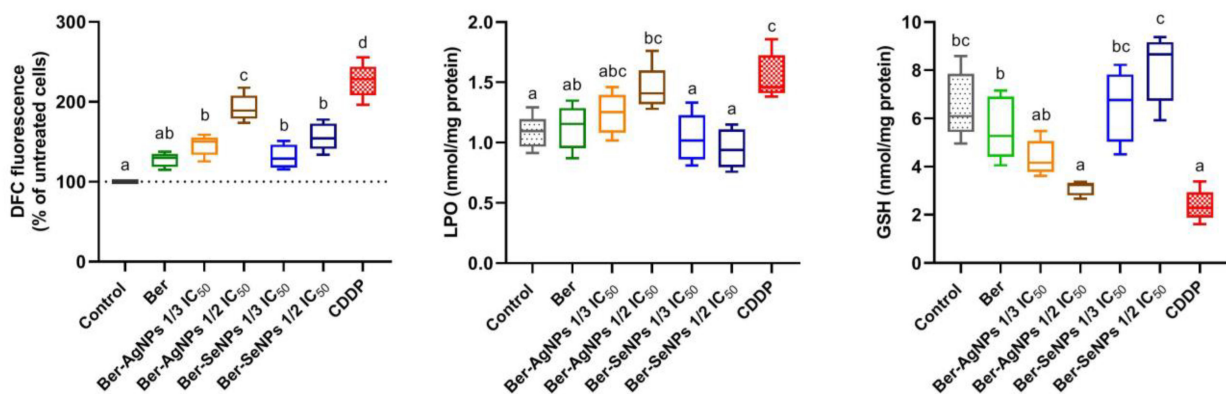 DFC fluorescence
(% of untreated cells)
300
200
100
0
a
ab
b
c
b
b
d
Control
Ber
Ber-AgNPs 1/3 IC50
Ber-AgNPs 1/2 IC50
Ber-SeNPs 1/3 IC50
Ber-SeNPs 1/2 IC50
CDDP
LPO (nmol/mg protein)
2.0
1.5
1.0
0.5
0.0
a
ab
abc
bc
a
a
c
Control
Ber
Ber-AgNPs 1/3 IC50
Ber-AgNPs 1/2 IC50
Ber-SeNPs 1/3 IC50
Ber-SeNPs 1/2 IC50
CDDP
GSH (nmol/mg protein)
10
8
6
4
2
0
bc
b
ab
a
bc
c
a
Control
Ber
Ber-AgNPs 1/3 IC50
Ber-AgNPs 1/2 IC50
Ber-SeNPs 1/3 IC50
Ber-SeNPs 1/2 IC50
CDDP